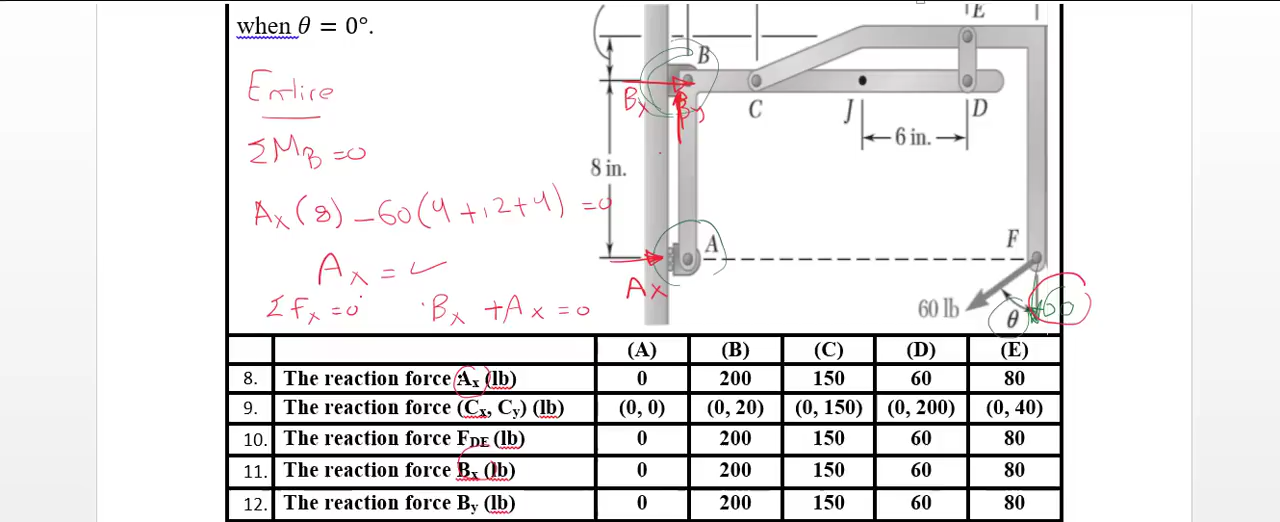 when θ = 0°.
Entire
ΣM_B = 0
A_x (8) - 60 (4 + 12 + 4) = 0
A_x = ✓
ΣF_x = 0 B_x + A_x = 0
E
B
B_x B_y
C J D
6 in.
8 in.
A F
A_x
60 lb θ 60
(A) (B) (C) (D) (E)
8. The reaction force A_x (lb) 0 200 150 60 80
9. The reaction force (C_x, C_y) (lb) (0, 0) (0, 20) (0, 150) (0, 200) (0, 40)
10. The reaction force F_DE (lb) 0 200 150 60 80
11. The reaction force B_x (lb) 0 200 150 60 80
12. The reaction force B_y (lb) 0 200 150 60 80